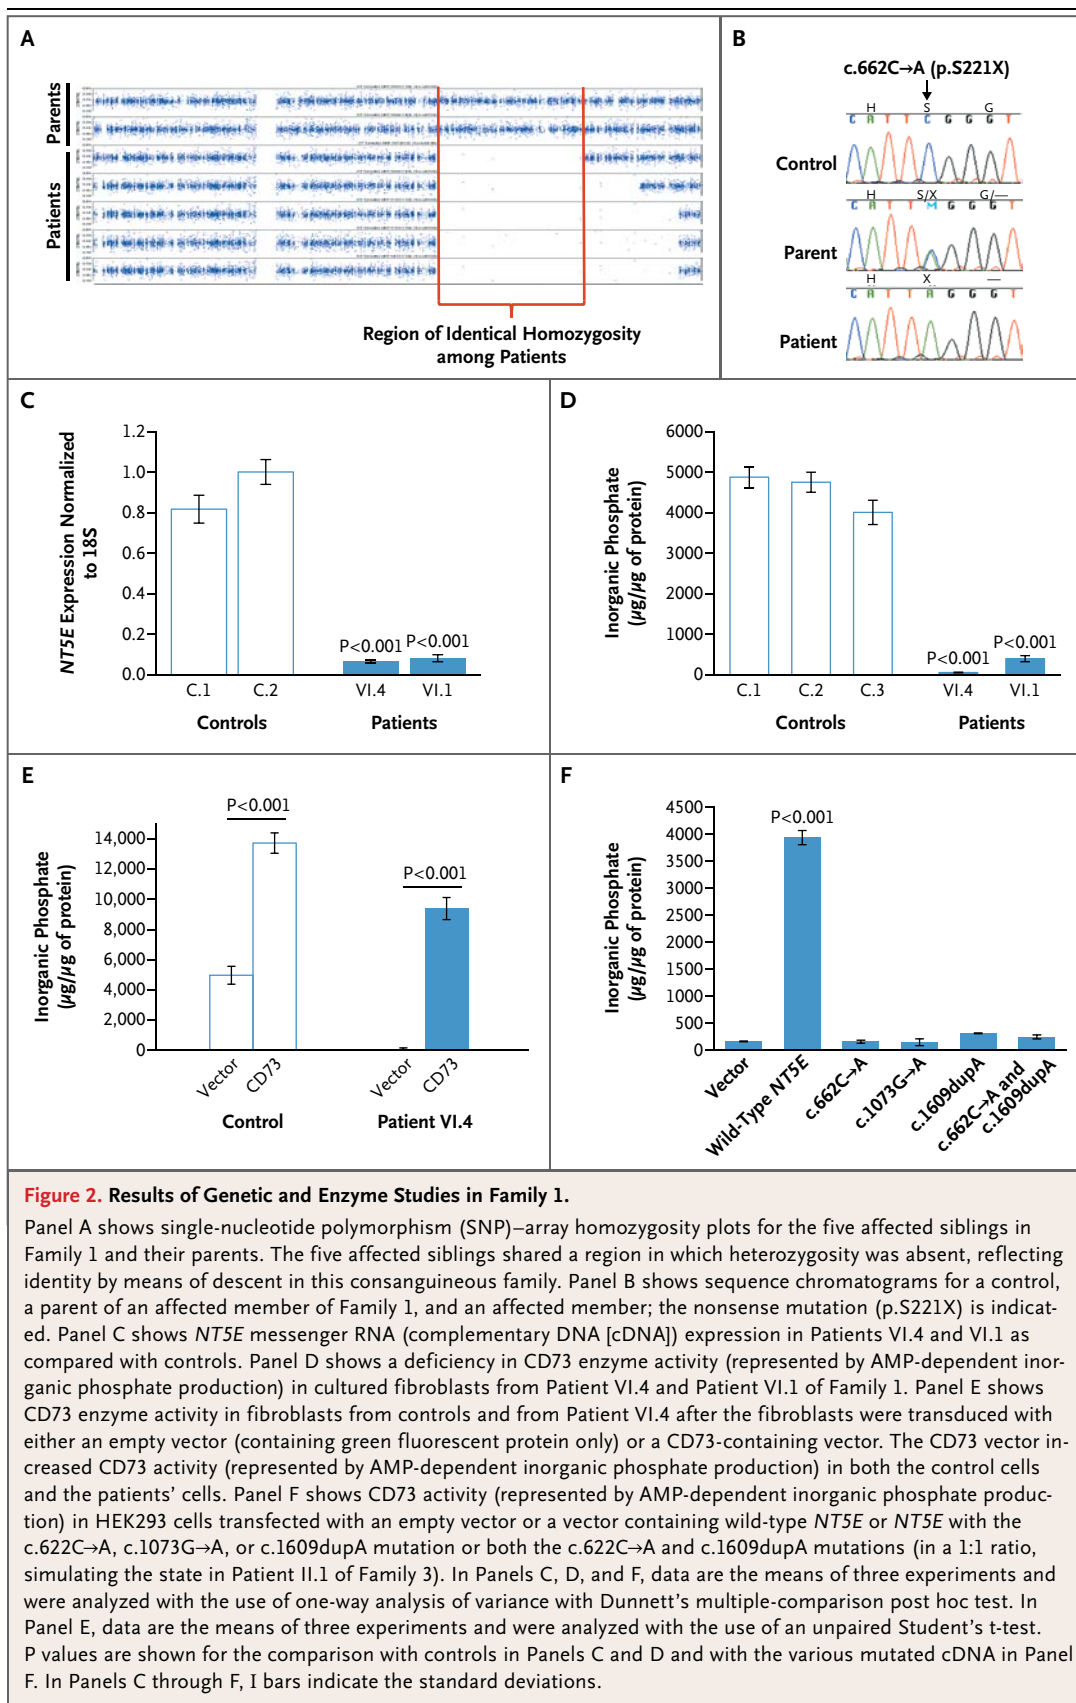 A
Parents
Patients
Region of Identical Homozygosity
among Patients
B
c.662C→A (p.S221X)
H S G
C A T T C G G G T
Control
H S/X G/—
C A T T M G G G T
Parent
H X —
C A T T A G G G T
Patient
C
NT5E Expression Normalized
to 18S
1.2
1.0
0.8
0.6
0.4
0.2
0.0
P<0.001
P<0.001
C.1 C.2 VI.4 VI.1
Controls Patients
D
Inorganic Phosphate
(µg/µg of protein)
6000
5000
4000
3000
2000
1000
0
P<0.001
P<0.001
C.1 C.2 C.3 VI.4 VI.1
Controls Patients
E
Inorganic Phosphate
(µg/µg of protein)
14,000
12,000
10,000
8,000
6,000
4,000
2,000
0
P<0.001
P<0.001
Vector CD73 Vector CD73
Control Patient VI.4
F
Inorganic Phosphate
(µg/µg of protein)
4500
4000
3500
3000
2500
2000
1500
1000
500
0
P<0.001
Vector
Wild-Type NT5E
c.662C→A
c.1073G→A
c.1609dupA
c.662C→A and
c.1609dupA
Figure 2. Results of Genetic and Enzyme Studies in Family 1.
Panel A shows single-nucleotide polymorphism (SNP)–array homozygosity plots for the five affected siblings in
Family 1 and their parents. The five affected siblings shared a region in which heterozygosity was absent, reflecting
identity by means of descent in this consanguineous family. Panel B shows sequence chromatograms for a control,
a parent of an affected member of Family 1, and an affected member; the nonsense mutation (p.S221X) is indicat-
ed. Panel C shows NT5E messenger RNA (complementary DNA [cDNA]) expression in Patients VI.4 and VI.1 as
compared with controls. Panel D shows a deficiency in CD73 enzyme activity (represented by AMP-dependent inor-
ganic phosphate production) in cultured fibroblasts from Patient VI.4 and Patient VI.1 of Family 1. Panel E shows
CD73 enzyme activity in fibroblasts from controls and from Patient VI.4 after the fibroblasts were transduced with
either an empty vector (containing green fluorescent protein only) or a CD73-containing vector. The CD73 vector in-
creased CD73 activity (represented by AMP-dependent inorganic phosphate production) in both the control cells
and the patients' cells. Panel F shows CD73 activity (represented by AMP-dependent inorganic phosphate produc-
tion) in HEK293 cells transfected with an empty vector or a vector containing wild-type NT5E or NT5E with the
c.622C→A, c.1073G→A, or c.1609dupA mutation or both the c.622C→A and c.1609dupA mutations (in a 1:1 ratio,
simulating the state in Patient II.1 of Family 3). In Panels C, D, and F, data are the means of three experiments and
were analyzed with the use of one-way analysis of variance with Dunnett's multiple-comparison post hoc test. In
Panel E, data are the means of three experiments and were analyzed with the use of an unpaired Student's t-test.
P values are shown for the comparison with controls in Panels C and D and with the various mutated cDNA in Panel
F. In Panels C through F, I bars indicate the standard deviations.